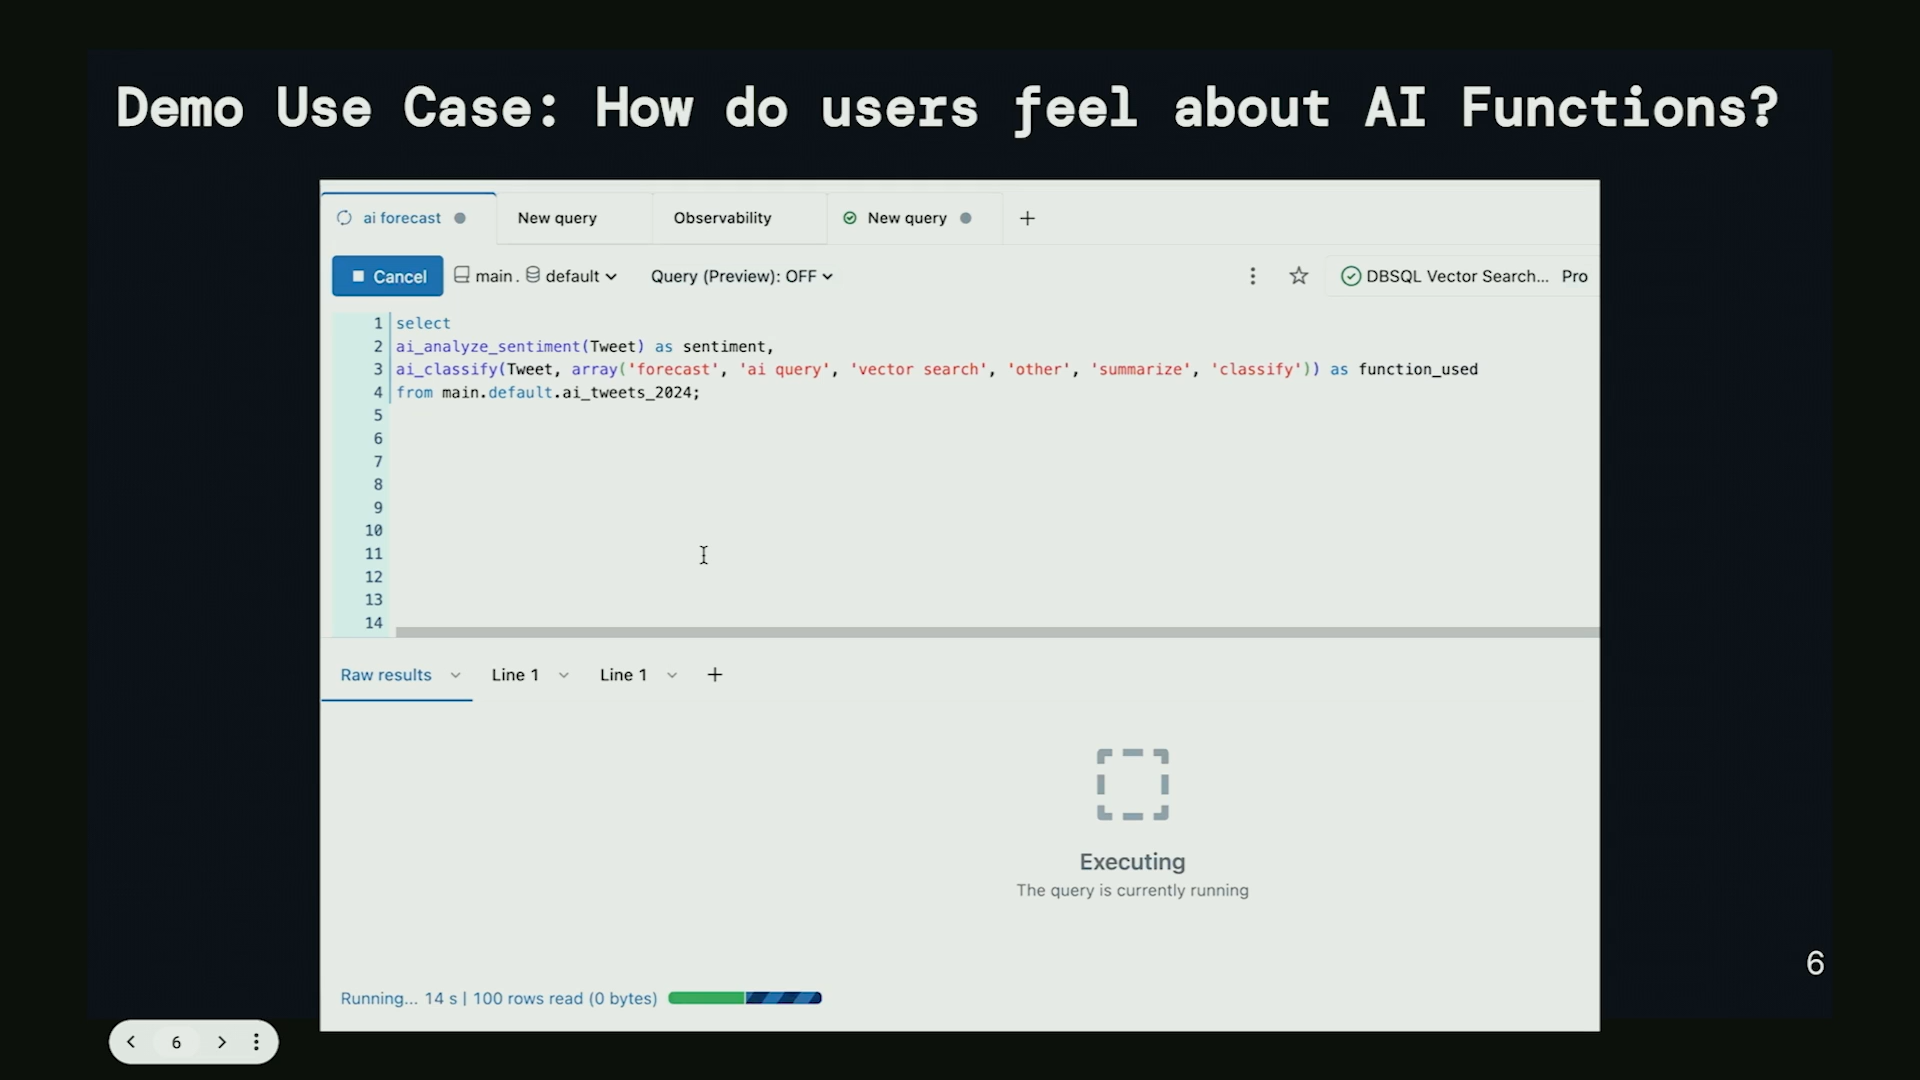 Demo Use Case: How do users feel about AI Functions?
ai forecast New query Observability New query +
Cancel main. default Query (Preview): OFF DBSQL Vector Search... Pro
1 select
2 ai_analyze_sentiment(Tweet) as sentiment,
3 ai_classify(Tweet, array('forecast', 'ai query', 'vector search', 'other', 'summarize', 'classify')) as function_used
4 from main.default.ai_tweets_2024;
5
6
7
8
9
10
11
12
13
14
Raw results Line 1 Line 1 +
Executing
The query is currently running
6
Running... 14 s | 100 rows read (0 bytes)
6